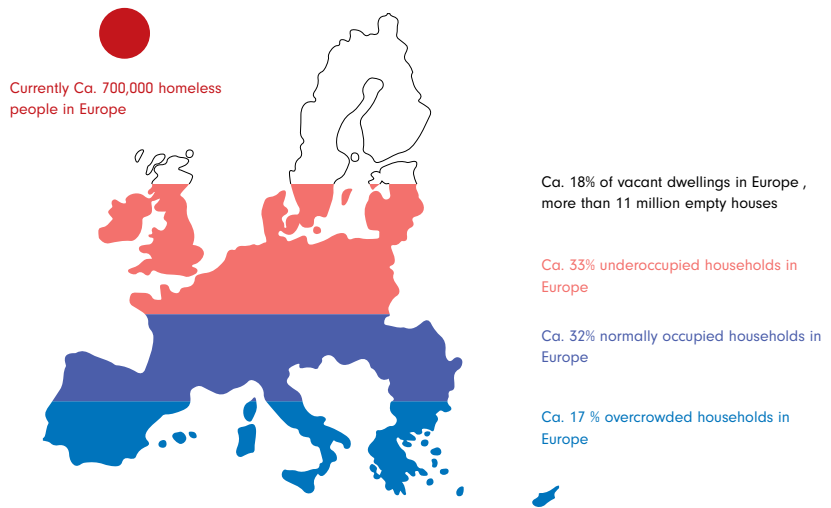 Currently Ca. 700,000 homeless
people in Europe
Ca. 18% of vacant dwellings in Europe ,
more than 11 million empty houses
Ca. 33% underoccupied households in
Europe
Ca. 32% normally occupied households in
Europe
Ca. 17 % overcrowded households in
Europe